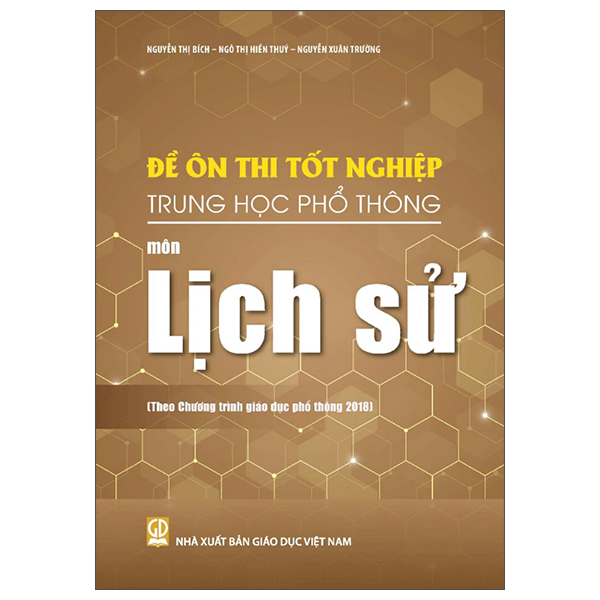 NGUYỄN THỊ BÍCH – NGÔ THỊ HIỀN THUÝ – NGUYỄN XUÂN TRƯỜNG
ĐỀ ÔN THI TỐT NGHIỆP
TRUNG HỌC PHỔ THÔNG
môn
Lịch sử
(Theo Chương trình giáo dục phổ thông 2018)
GD
NHÀ XUẤT BẢN GIÁO DỤC VIỆT NAM